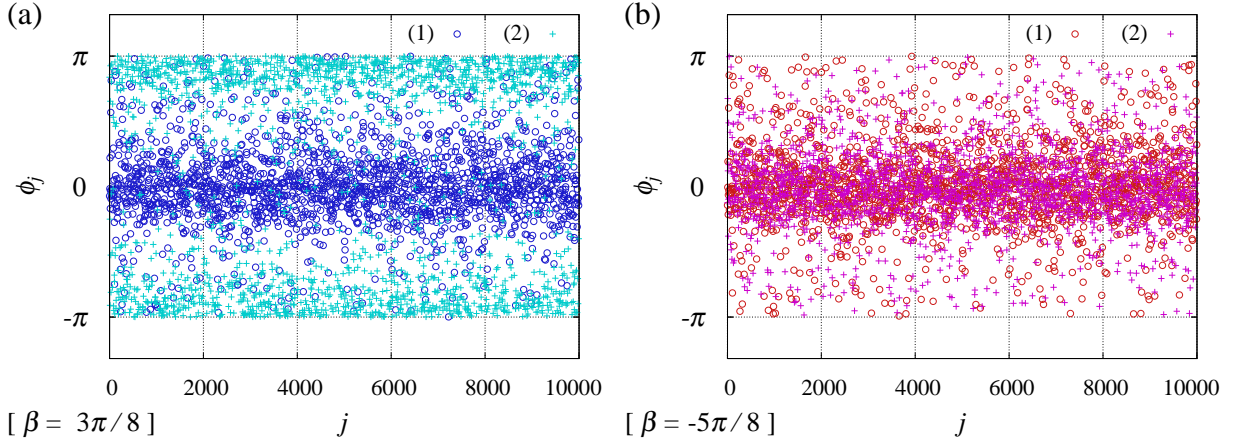 (a)
(1) (2)
π
0
-π
ϕj
0 2000 4000 6000 8000 10000
j
[ β = 3π / 8 ]
(b)
(1) (2)
π
0
-π
ϕj
0 2000 4000 6000 8000 10000
j
[ β = -5π / 8 ]